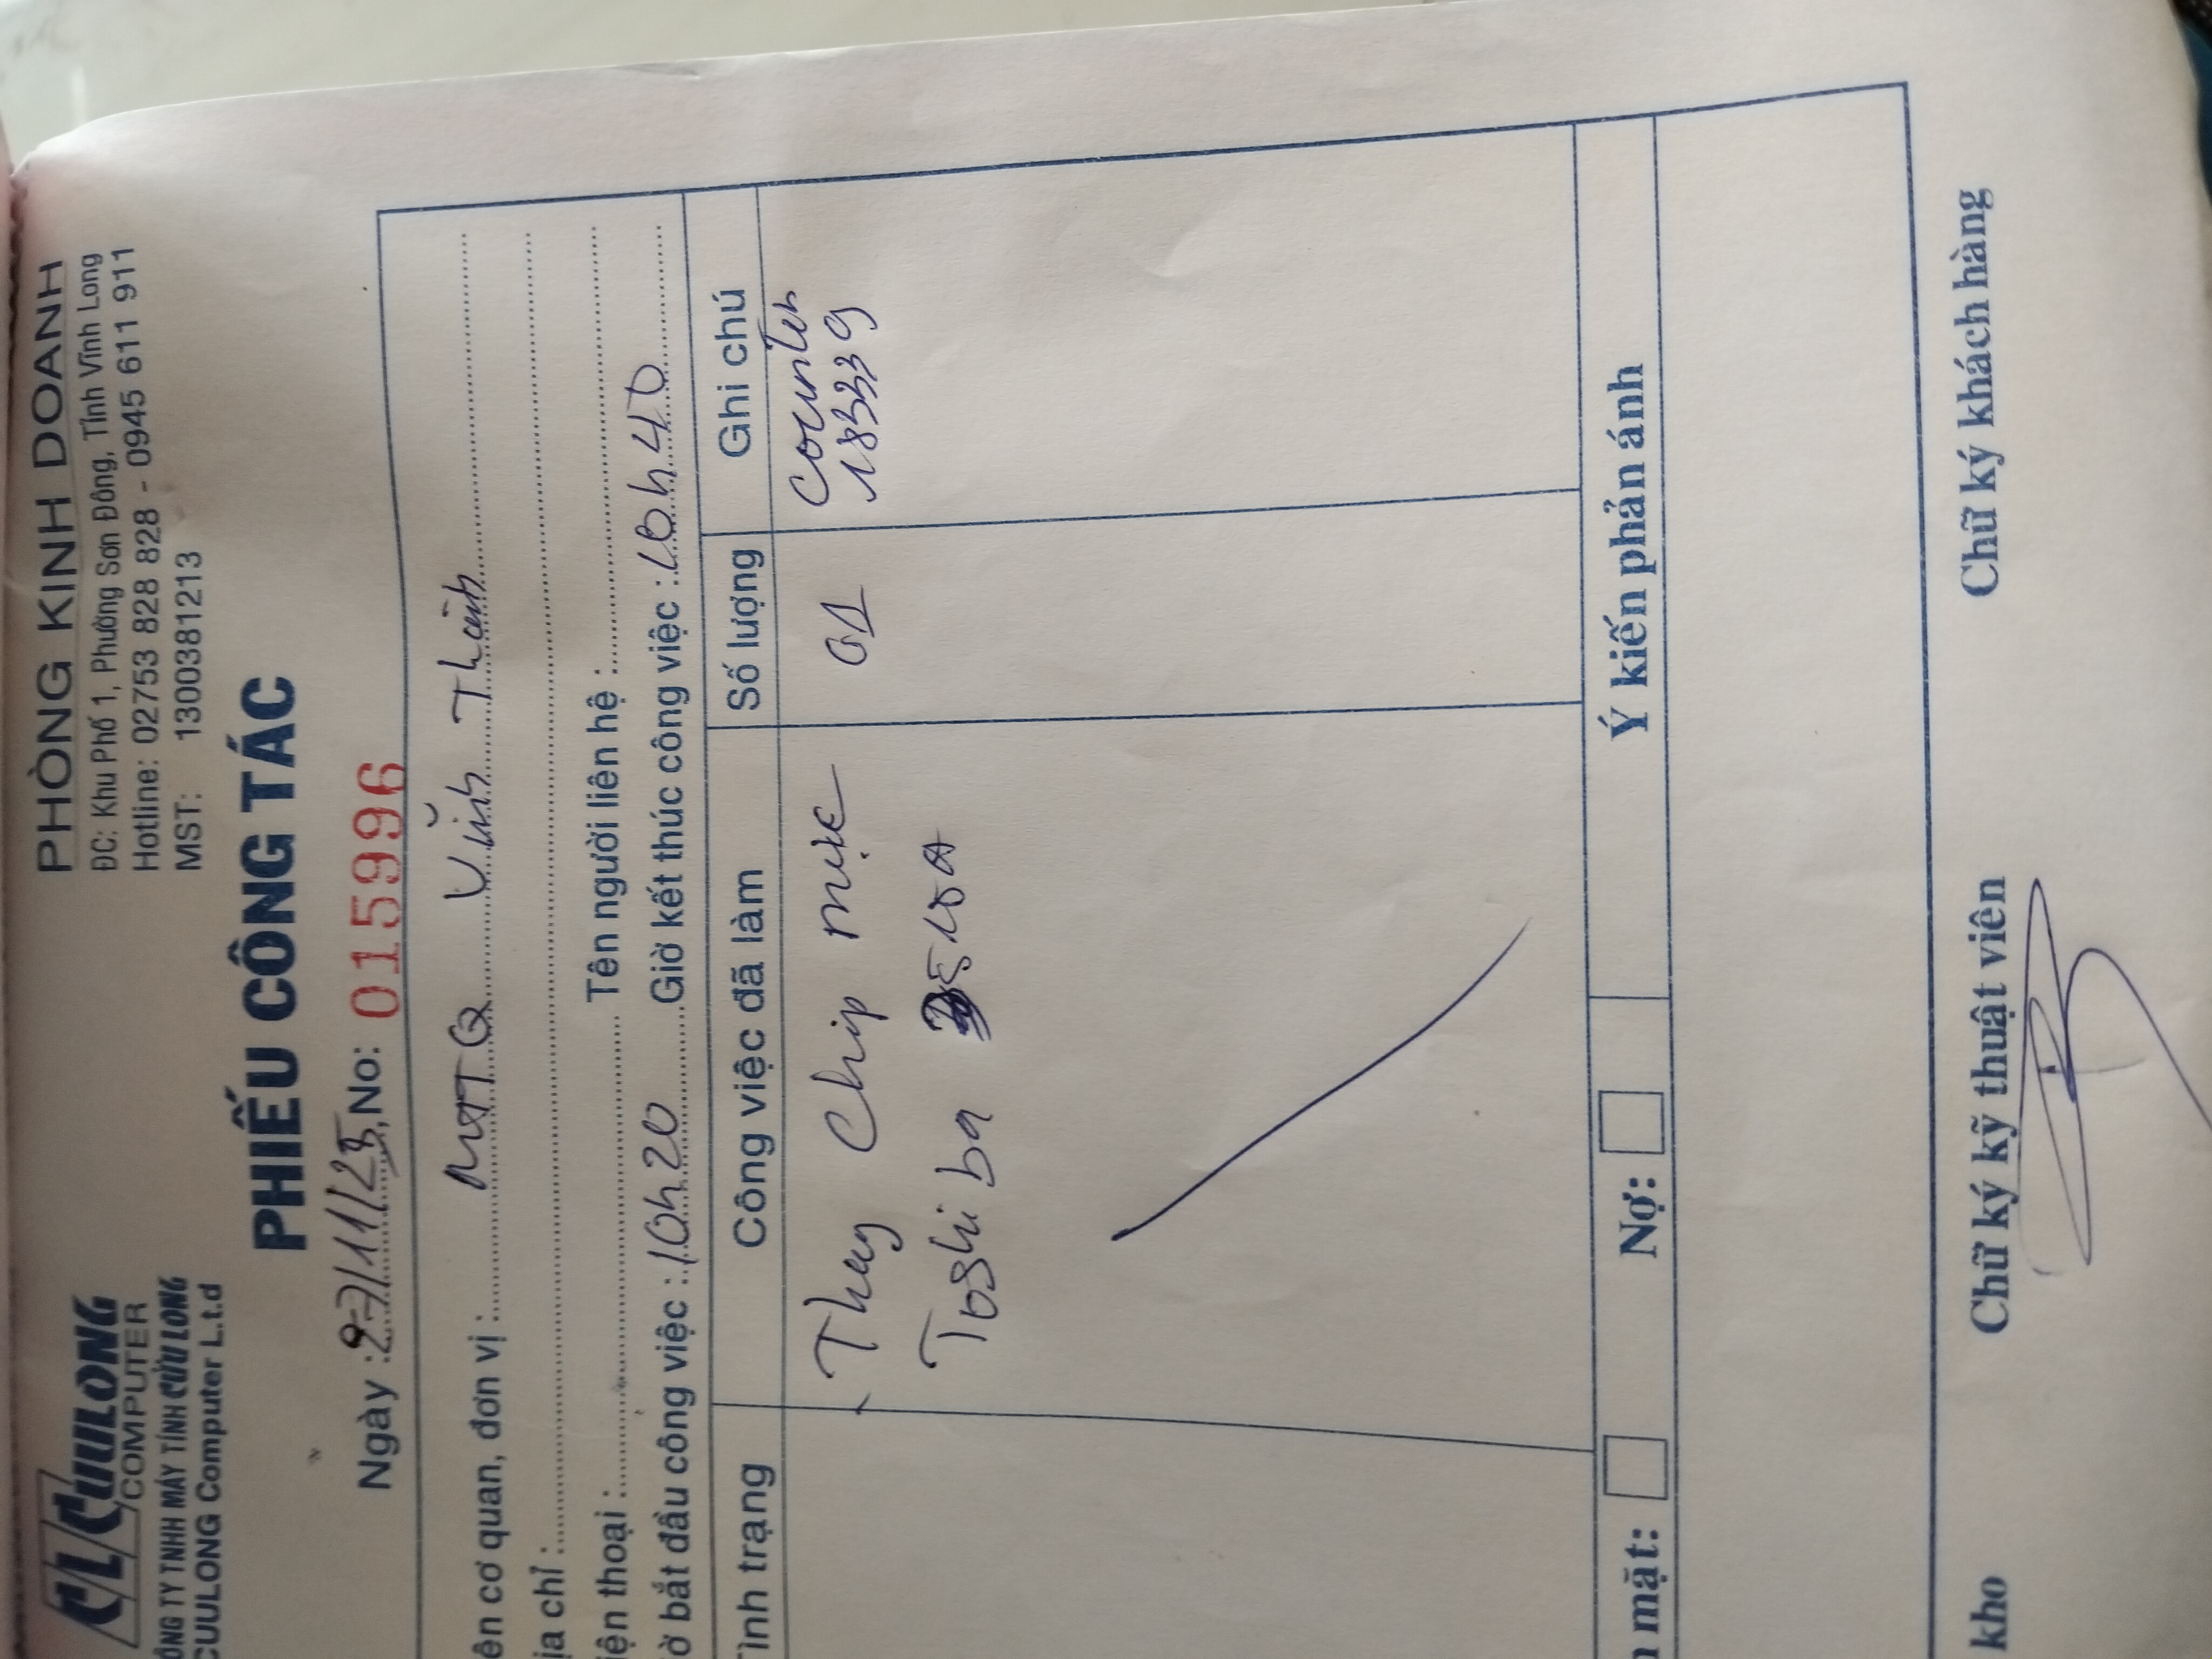 CL CUULONG
COMPUTER
ÔNG TY TNHH MÁY TÍNH CỬU LONG
CUULONG Computer L.t.d
PHÒNG KINH DOANH
ĐC: Khu Phố 1, Phường Sơn Đông, Tỉnh Vĩnh Long
Hotline: 02753 828 828 - 0945 611 911
MST: 1300381213
PHIẾU CÔNG TÁC
Ngày : 27/11/25, No: 015996
ên cơ quan, đơn vị : MTTQ Vĩnh Thành
ịa chỉ :
iện thoại : Tên người liên hệ :
ờ bắt đầu công việc : 10h20 Giờ kết thúc công việc : 10h40
Tình trạng Công việc đã làm Số lượng Ghi chú
- Thay Chip mực 01 Counter
Toshiba 18339
n mặt: Nợ: Ý kiến phản ánh
kho Chữ ký kỹ thuật viên Chữ ký khách hàng